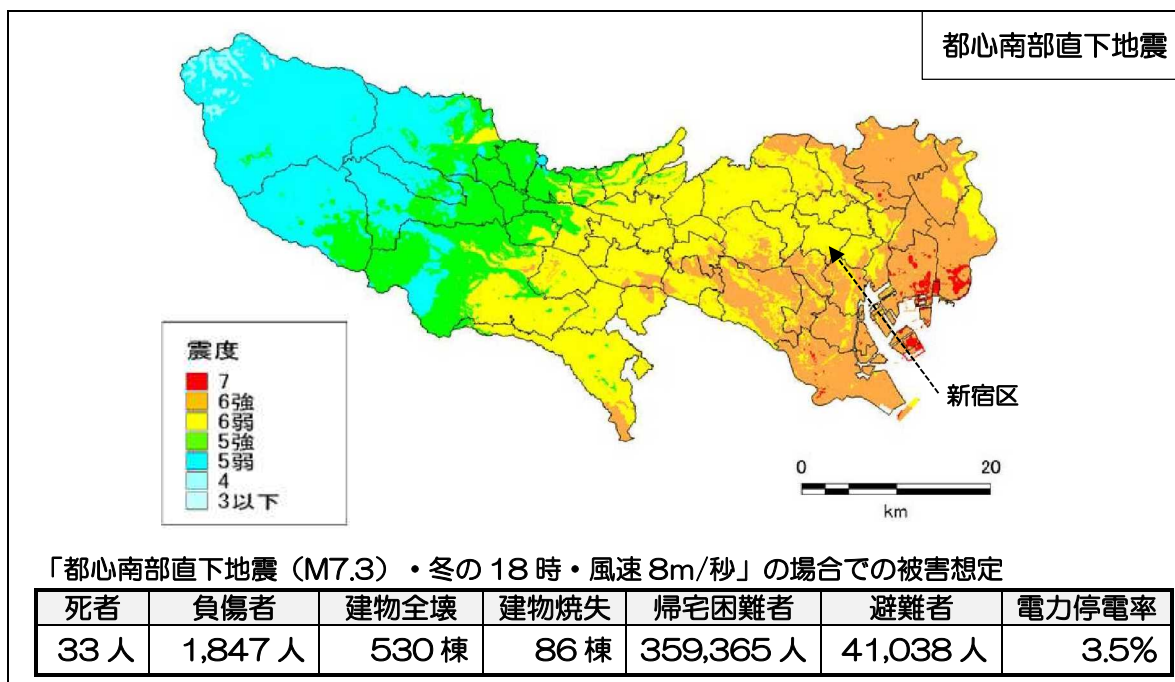 都心南部直下地震
震度
7
6強
6弱
5強
5弱
4
3以下
新宿区
0 20
km
「都心南部直下地震（M7.3）・冬の18時・風速8m/秒」の場合での被害想定
死者 負傷者 建物全壊 建物焼失 帰宅困難者 避難者 電力停電率
33人 1,847人 530棟 86棟 359,365人 41,038人 3.5%